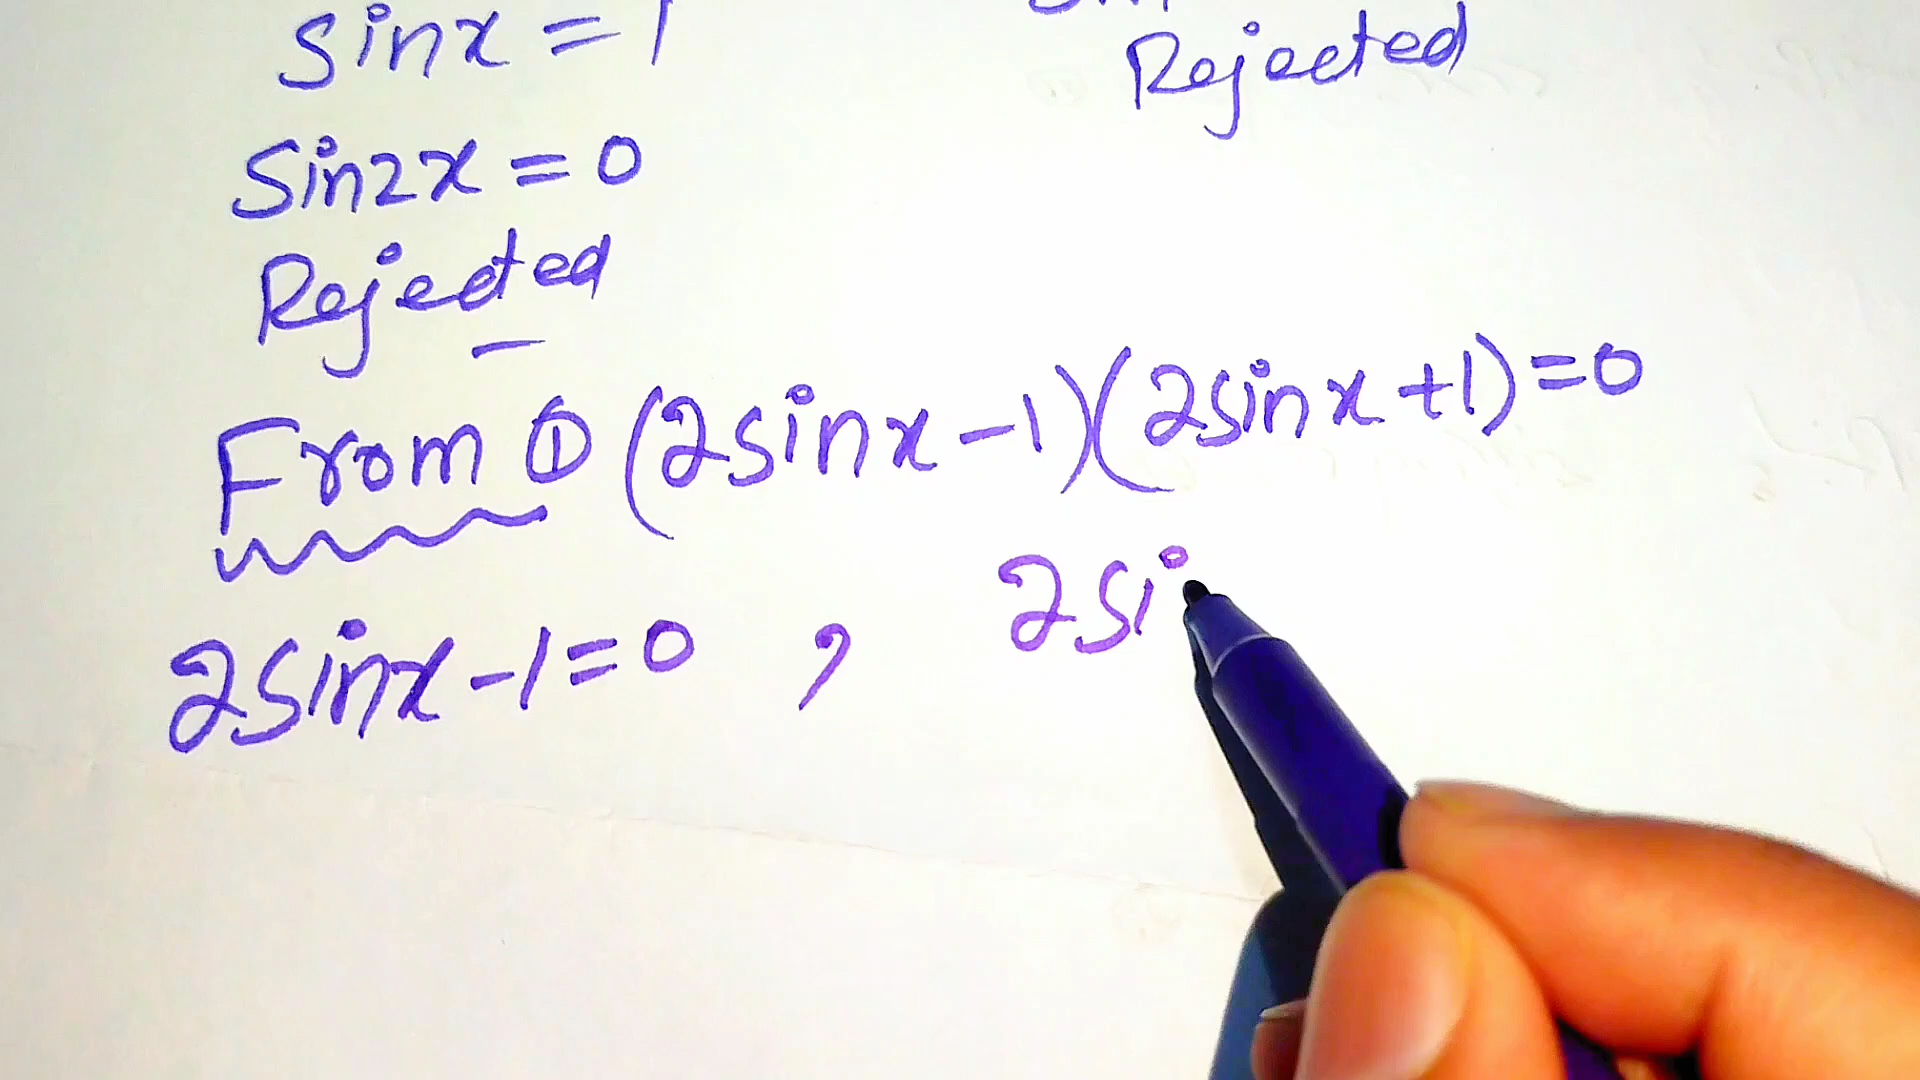 sinx = 1
Rejected
Sin2x = 0
Rejected
From ① (2sinx - 1)(2sinx + 1) = 0
2sinx - 1 = 0 , 2si